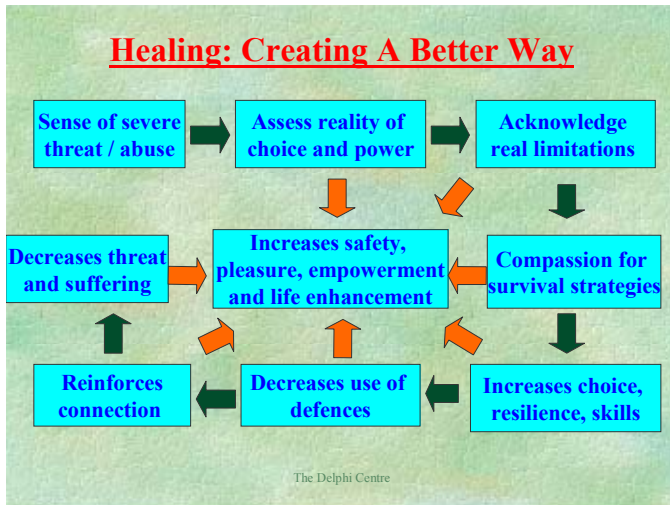 Healing: Creating A Better Way
Sense of severe
threat / abuse
Assess reality of
choice and power
Acknowledge
real limitations
Decreases threat
and suffering
Increases safety,
pleasure, empowerment
and life enhancement
Compassion for
survival strategies
Reinforces
connection
Decreases use of
defences
Increases choice,
resilience, skills
The Delphi Centre